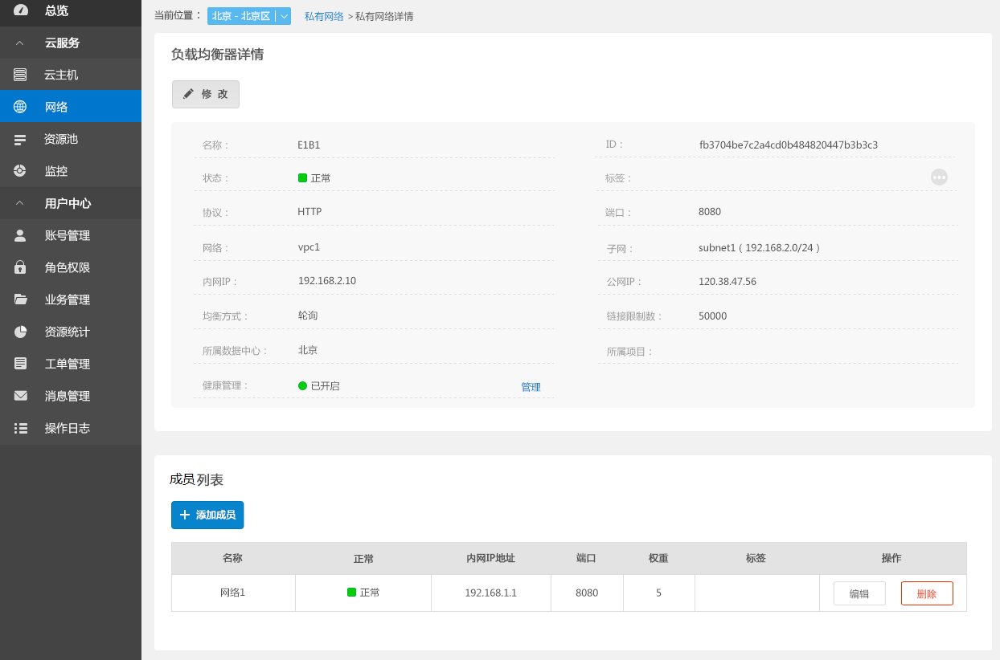 总览
云服务
云主机
网络
资源池
监控
用户中心
账号管理
角色权限
业务管理
资源统计
工单管理
消息管理
操作日志
当前位置： 北京 - 北京区 私有网络 >私有网络详情
负载均衡器详情
修 改
名称： E1B1 ID： fb3704be7c2a4cd0b484820447b3b3c3
状态： 正常 标签：
协议： HTTP 端口： 8080
网络： vpc1 子网： subnet1（192.168.2.0/24）
内网IP： 192.168.2.10 公网IP： 120.38.47.56
均衡方式： 轮询 链接限制数： 50000
所属数据中心： 北京 所属项目：
健康管理： 已开启 管理
成员列表
添加成员
名称 正常 内网IP地址 端口 权重 标签 操作
网络1 正常 192.168.1.1 8080 5 编辑 删除